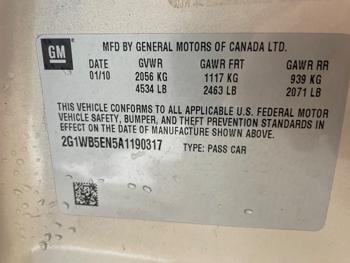 GM
MFD BY GENERAL MOTORS OF CANADA LTD.
DATE GVWR GAWR FRT GAWR RR
01/10 2056 KG 1117 KG 939 KG
4534 LB 2463 LB 2071 LB
THIS VEHICLE CONFORMS TO ALL APPLICABLE U.S. FEDERAL MOTOR
VEHICLE SAFETY, BUMPER, AND THEFT PREVENTION STANDARDS IN
EFFECT ON THE DATE OF MANUFACTURE SHOWN ABOVE.
2G1WB5EN5A1190317 TYPE: PASS CAR